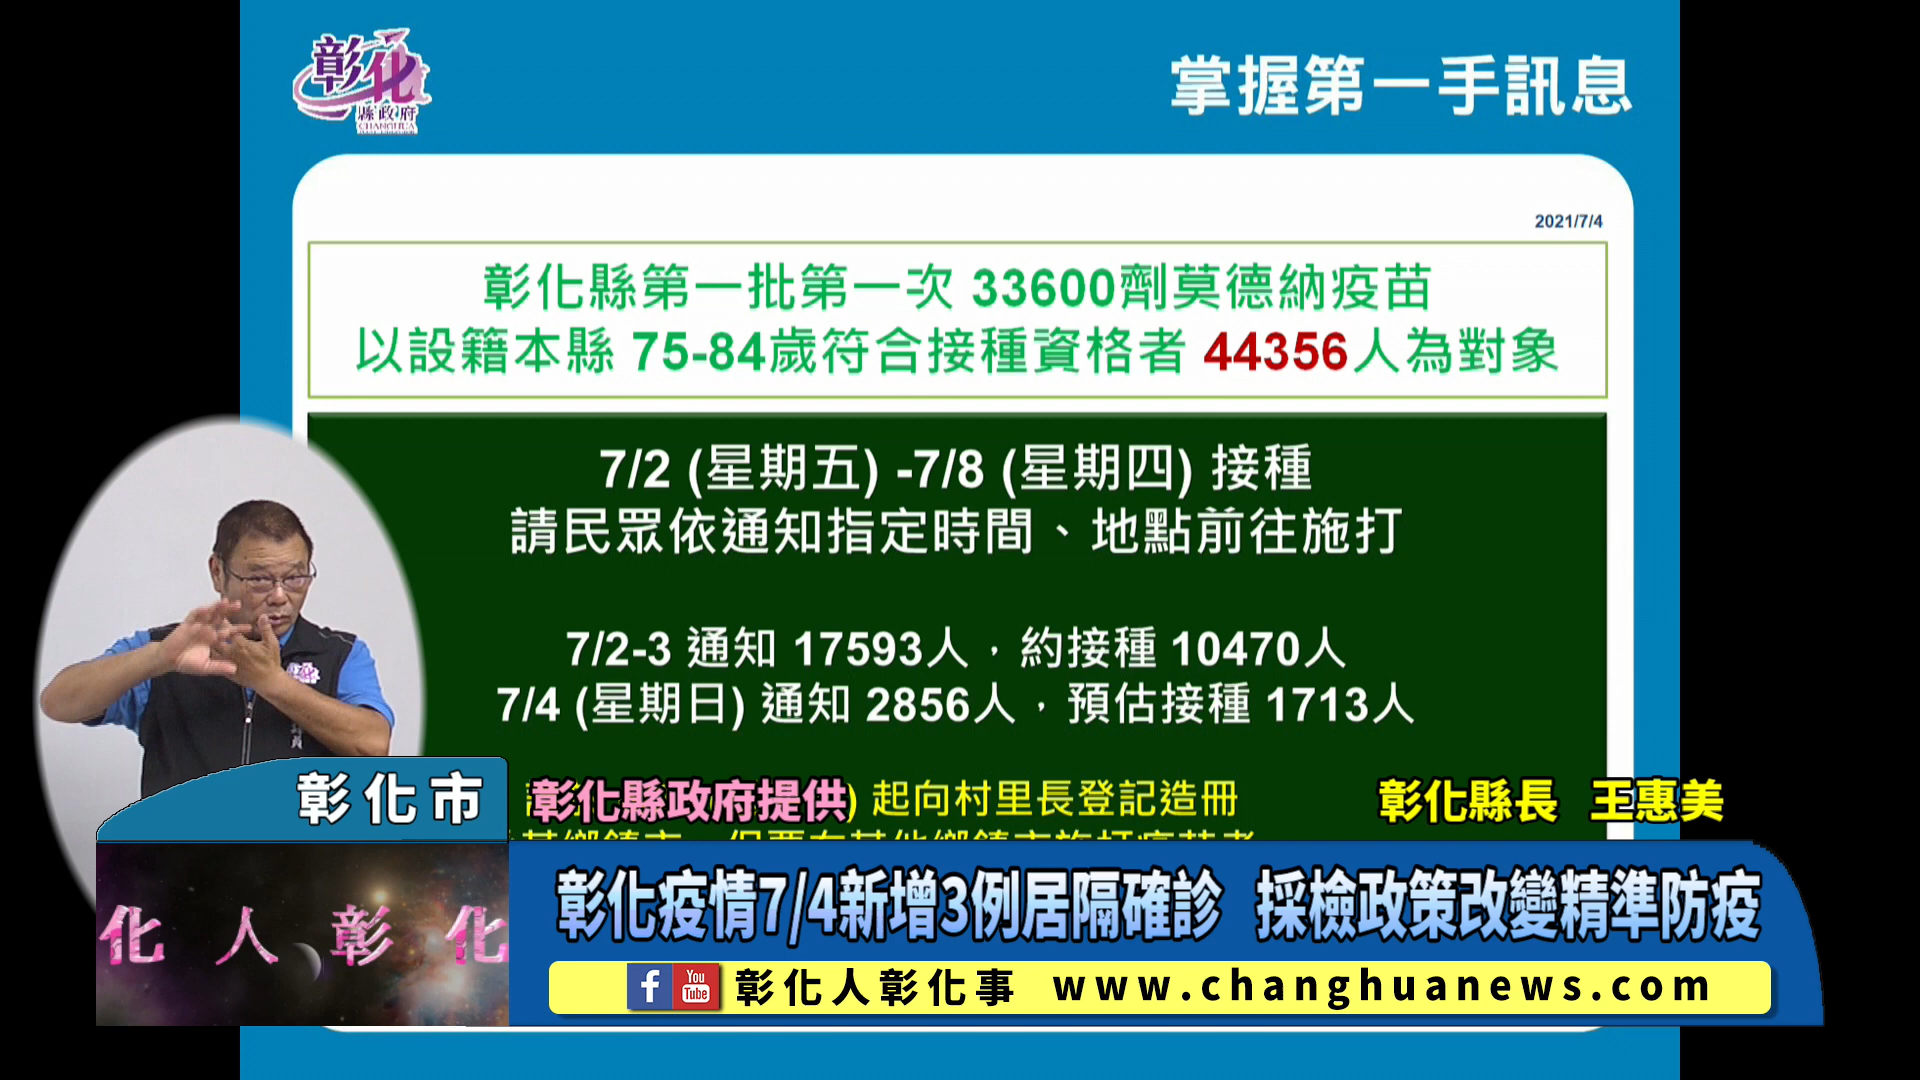 彰化
縣政府
CHANGHUA
掌握第一手訊息
2021/7/4
彰化縣第一批第一次 33600劑莫德納疫苗
以設籍本縣 75-84歲符合接種資格者 44356人為對象
7/2 (星期五) -7/8 (星期四) 接種
請民眾依通知指定時間、地點前往施打
7/2-3 通知 17593人，約接種 10470人
7/4 (星期日) 通知 2856人，預估接種 1713人
) 起向村里長登記造冊
彰化市
彰化縣政府提供
彰化縣長 王惠美
彰化疫情7/4新增3例居隔確診 採檢政策改變精準防疫
化人彰化
f You Tube 彰化人彰化事 www.changhuanews.com